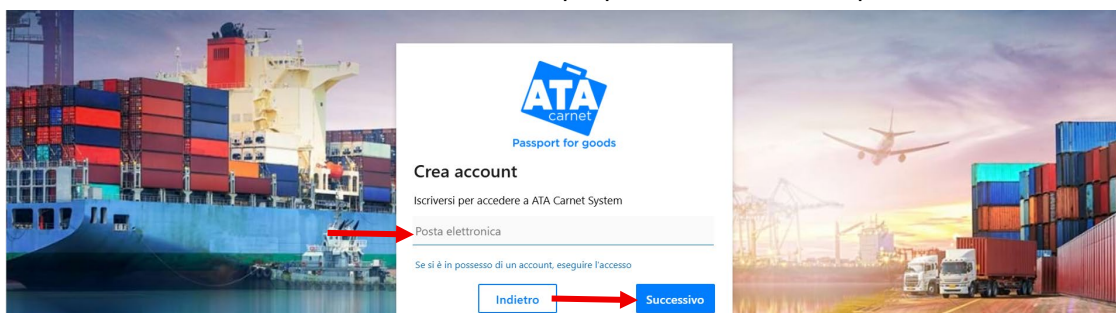 ATA
carnet
Passport for goods
Crea account
Iscriversi per accedere a ATA Carnet System
Posta elettronica
Se si è in possesso di un account, eseguire l'accesso
Indietro
Successivo